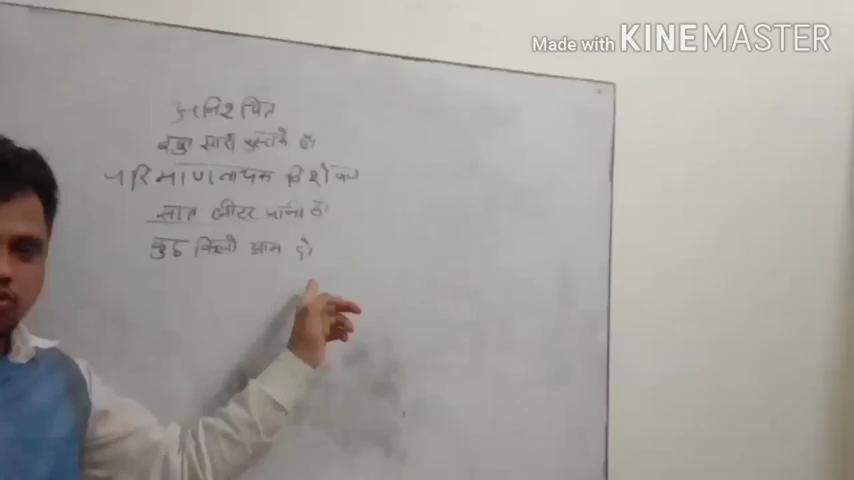 Made with KINEMASTER
अनिश्चित
बहुत सारी पुस्तकें है।
परिमाणवाचक विशेषण
सात लीटर पानी है।
कुछ किलो आम दो।